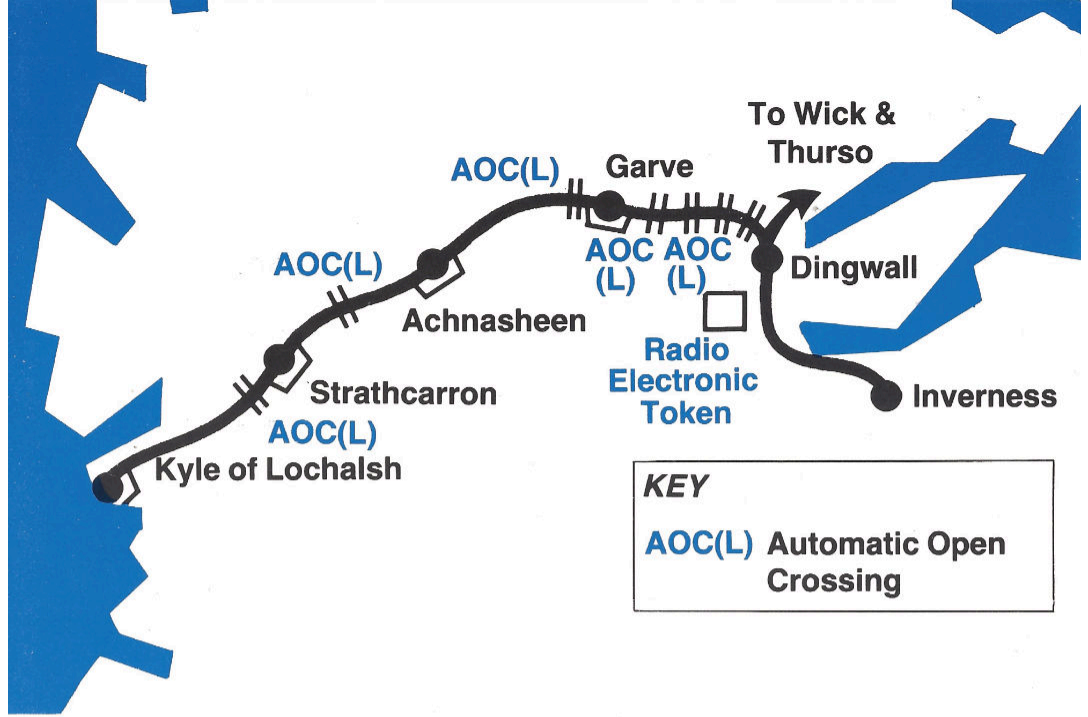 To Wick &
Thurso
AOC(L)
Garve
AOC
(L)
AOC
(L)
Dingwall
AOC(L)
Achnasheen
Radio
Electronic
Token
Strathcarron
Inverness
AOC(L)
Kyle of Lochalsh
KEY
AOC(L) Automatic Open
Crossing